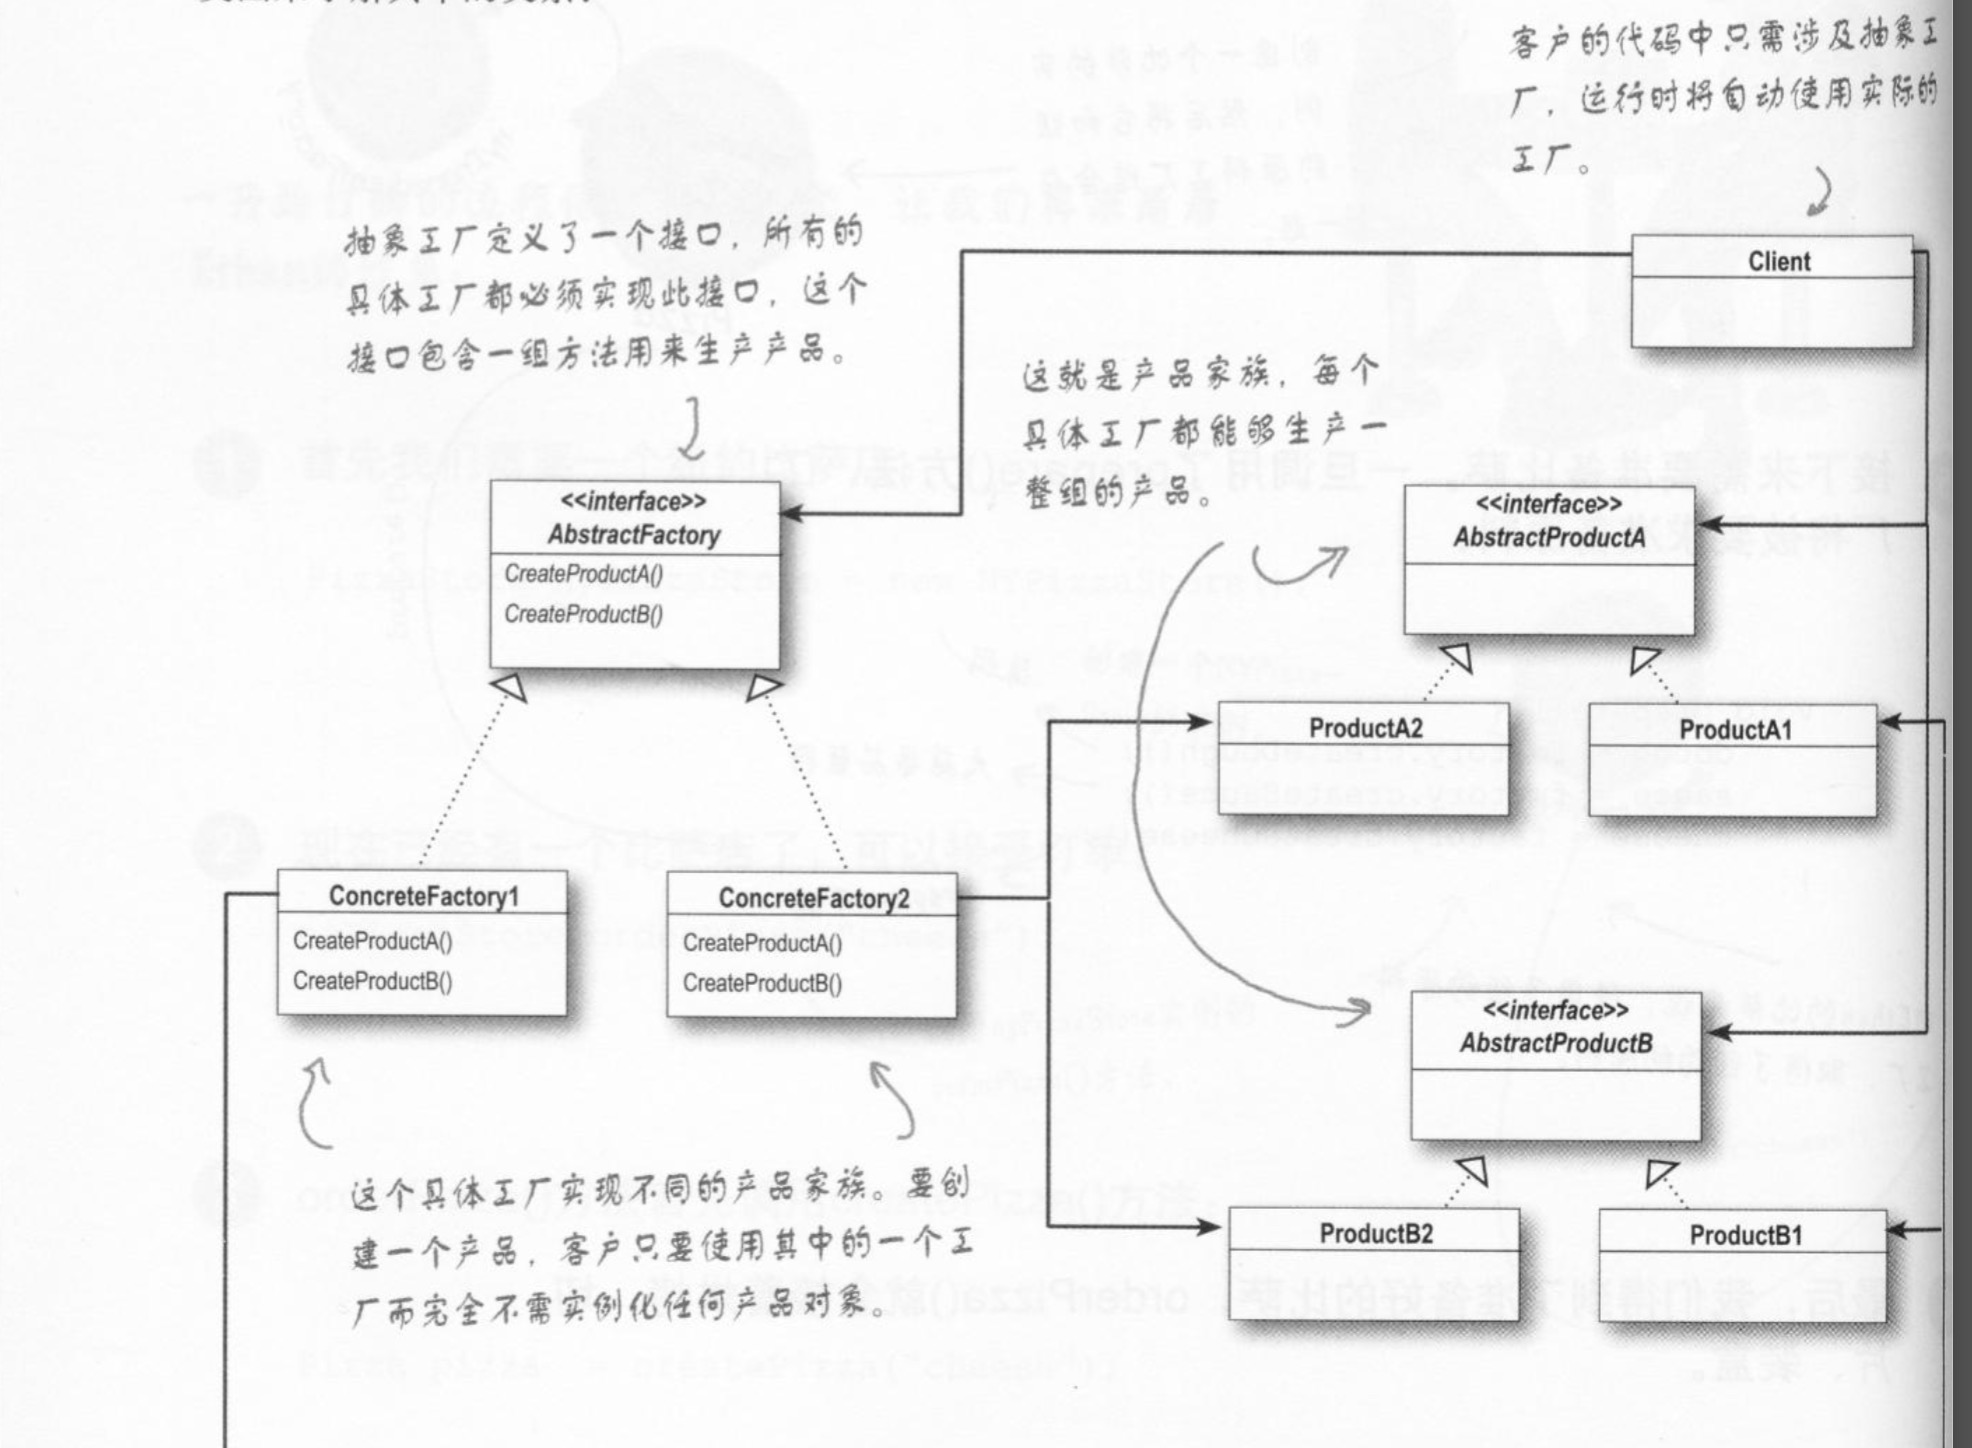 客户的代码中只需涉及抽象工
厂，运行时将自动使用实际的
工厂。
抽象工厂定义了一个接口，所有的
具体工厂都必须实现此接口，这个
接口包含一组方法用来生产产品。
Client
这就是产品家族，每个
具体工厂都能够生产一
整组的产品。
<<interface>>
AbstractFactory
CreateProductA()
CreateProductB()
<<interface>>
AbstractProductA
ProductA2
ProductA1
ConcreteFactory1
CreateProductA()
CreateProductB()
ConcreteFactory2
CreateProductA()
CreateProductB()
<<interface>>
AbstractProductB
这个具体工厂实现不同的产品家族。要创
建一个产品，客户只要使用其中的一个工
厂而完全不需实例化任何产品对象。
ProductB2
ProductB1